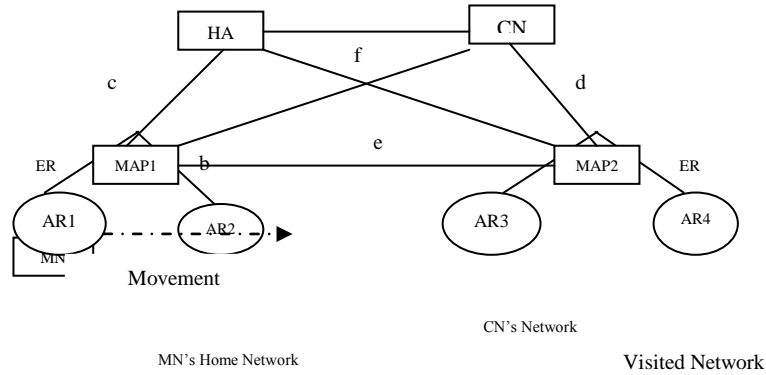 HA
CN
f
c
d
e
ER
MAP1
b
MAP2
ER
AR1
AR2
AR3
AR4
MN
Movement
CN's Network
MN's Home Network
Visited Network